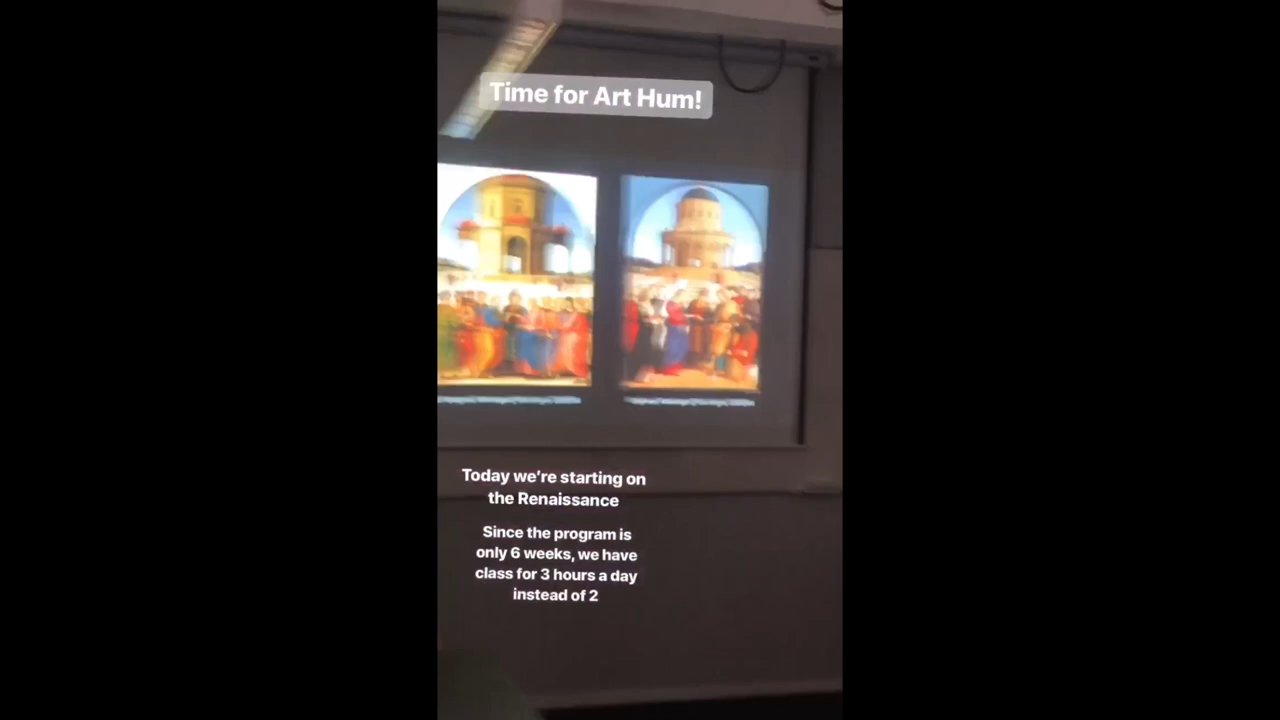 Time for Art Hum!
Today we're starting on
the Renaissance
Since the program is
only 6 weeks, we have
class for 3 hours a day
instead of 2